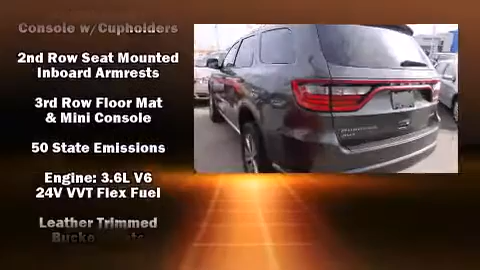 Console w/Cupholders
2nd Row Seat Mounted
Inboard Armrests
3rd Row Floor Mat
& Mini Console
50 State Emissions
Engine: 3.6L V6
24V VVT Flex Fuel
Leather Trimmed